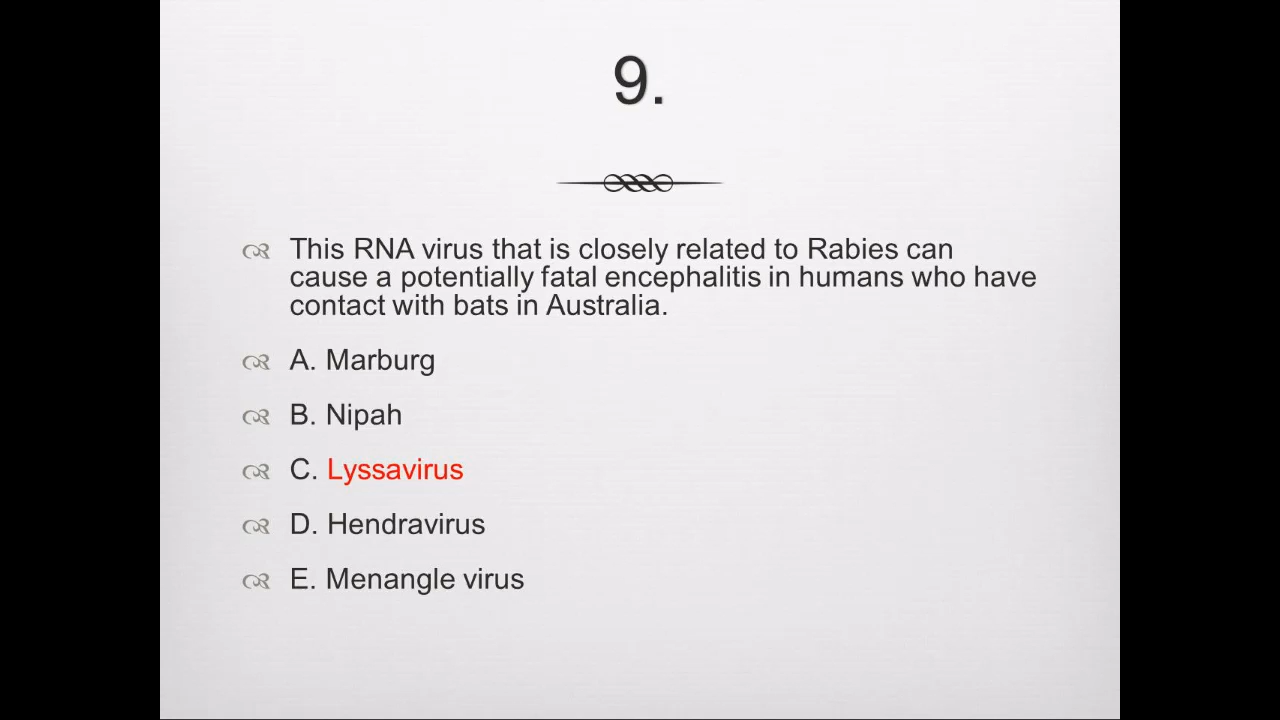 9.
This RNA virus that is closely related to Rabies can
cause a potentially fatal encephalitis in humans who have
contact with bats in Australia.
A. Marburg
B. Nipah
C. Lyssavirus
D. Hendravirus
E. Menangle virus